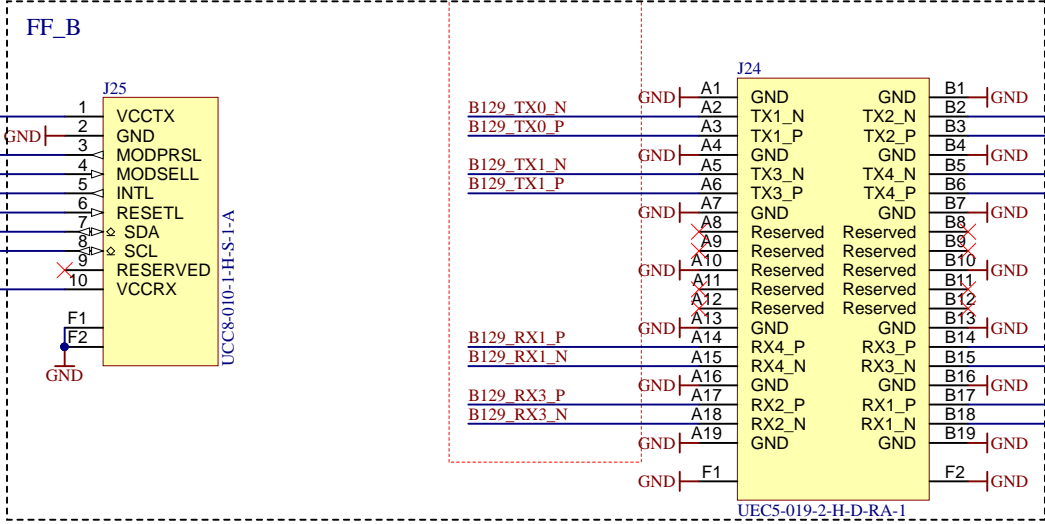 FF_B
J25
1 VCCTX
GND 2 GND
3 MODPRSL
4 MODSELL
5 INTL
6 RESETL
7 SDA
8 SCL
9 RESERVED
10 VCCRX
F1
F2
GND
UCC8-010-1-H-S-1-A
J24
GND A1 GND GND B1 GND
B129_TX0_N A2 TX1_N TX2_N B2
B129_TX0_P A3 TX1_P TX2_P B3
GND A4 GND GND B4 GND
B129_TX1_N A5 TX3_N TX4_N B5
B129_TX1_P A6 TX3_P TX4_P B6
GND A7 GND GND B7 GND
A8 Reserved Reserved B8
A9 Reserved Reserved B9
GND A10 Reserved Reserved B10 GND
A11 Reserved Reserved B11
A12 Reserved Reserved B12
GND A13 GND GND B13 GND
B129_RX1_P A14 RX4_P RX3_P B14
B129_RX1_N A15 RX4_N RX3_N B15
GND A16 GND GND B16 GND
B129_RX3_P A17 RX2_P RX1_P B17
B129_RX3_N A18 RX2_N RX1_N B18
GND A19 GND GND B19 GND
GND F1 F2 GND
UEC5-019-2-H-D-RA-1